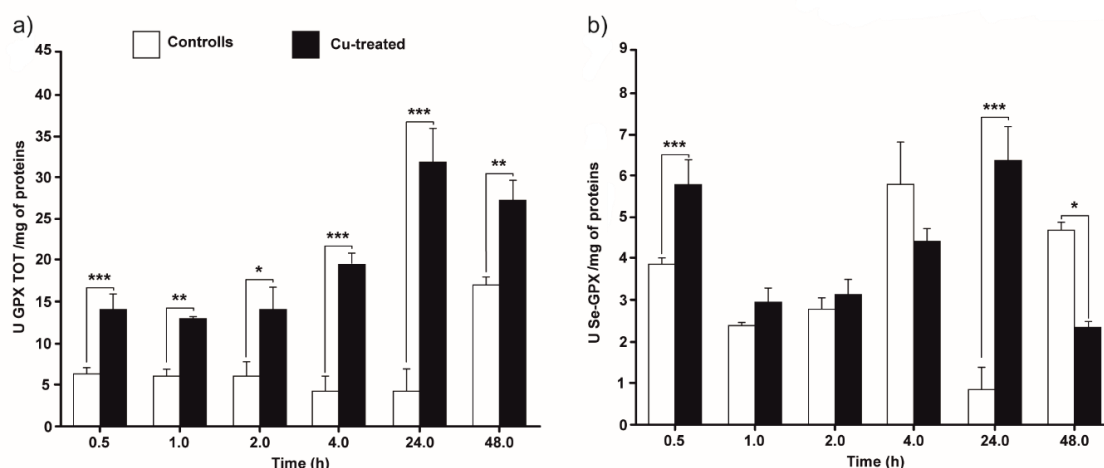 a)
Controlls
Cu-treated
U GPX TOT /mg of proteins
45
40
35
30
25
20
15
10
5
0
***
**
*
***
***
**
0.5 1.0 2.0 4.0 24.0 48.0
Time (h)
b)
U Se-GPX /mg of proteins
9
8
7
6
5
4
3
2
1
0
***
***
*
0.5 1.0 2.0 4.0 24.0 48.0
Time (h)